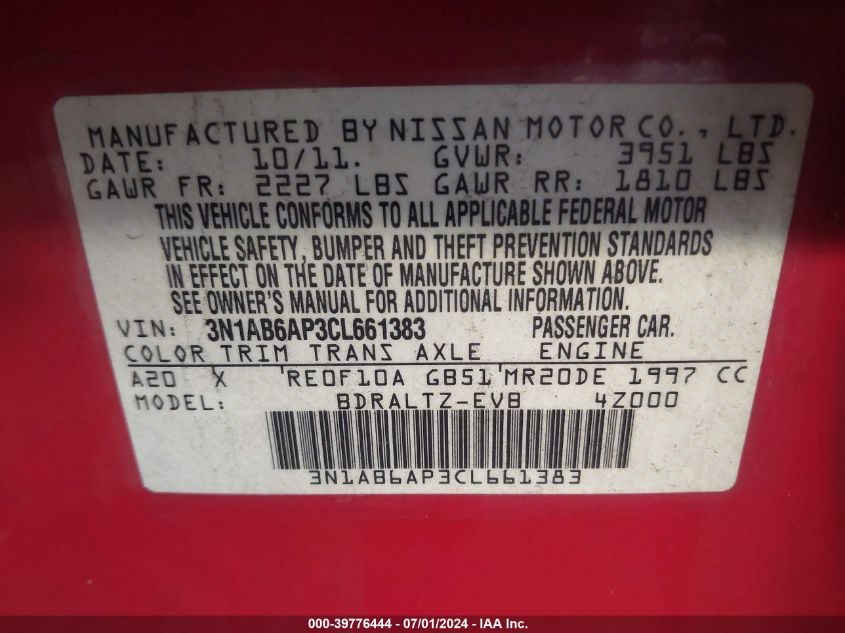 MANUFACTURED BY NISSAN MOTOR CO., LTD.
DATE: 10/11. GVWR: 3951 LBS
GAWR FR: 2227 LBS GAWR RR: 1810 LBS
THIS VEHICLE CONFORMS TO ALL APPLICABLE FEDERAL MOTOR
VEHICLE SAFETY, BUMPER AND THEFT PREVENTION STANDARDS
IN EFFECT ON THE DATE OF MANUFACTURE SHOWN ABOVE.
SEE OWNER'S MANUAL FOR ADDITIONAL INFORMATION.
VIN: 3N1AB6AP3CL661383 PASSENGER CAR.
COLOR TRIM TRANS AXLE ENGINE
A20 X RE0F10A GB51 MR20DE 1997 CC
MODEL: BDRALTZ-EVB 4Z000
3N1AB6AP3CL661383
000-39776444 - 07/01/2024 - IAA Inc.